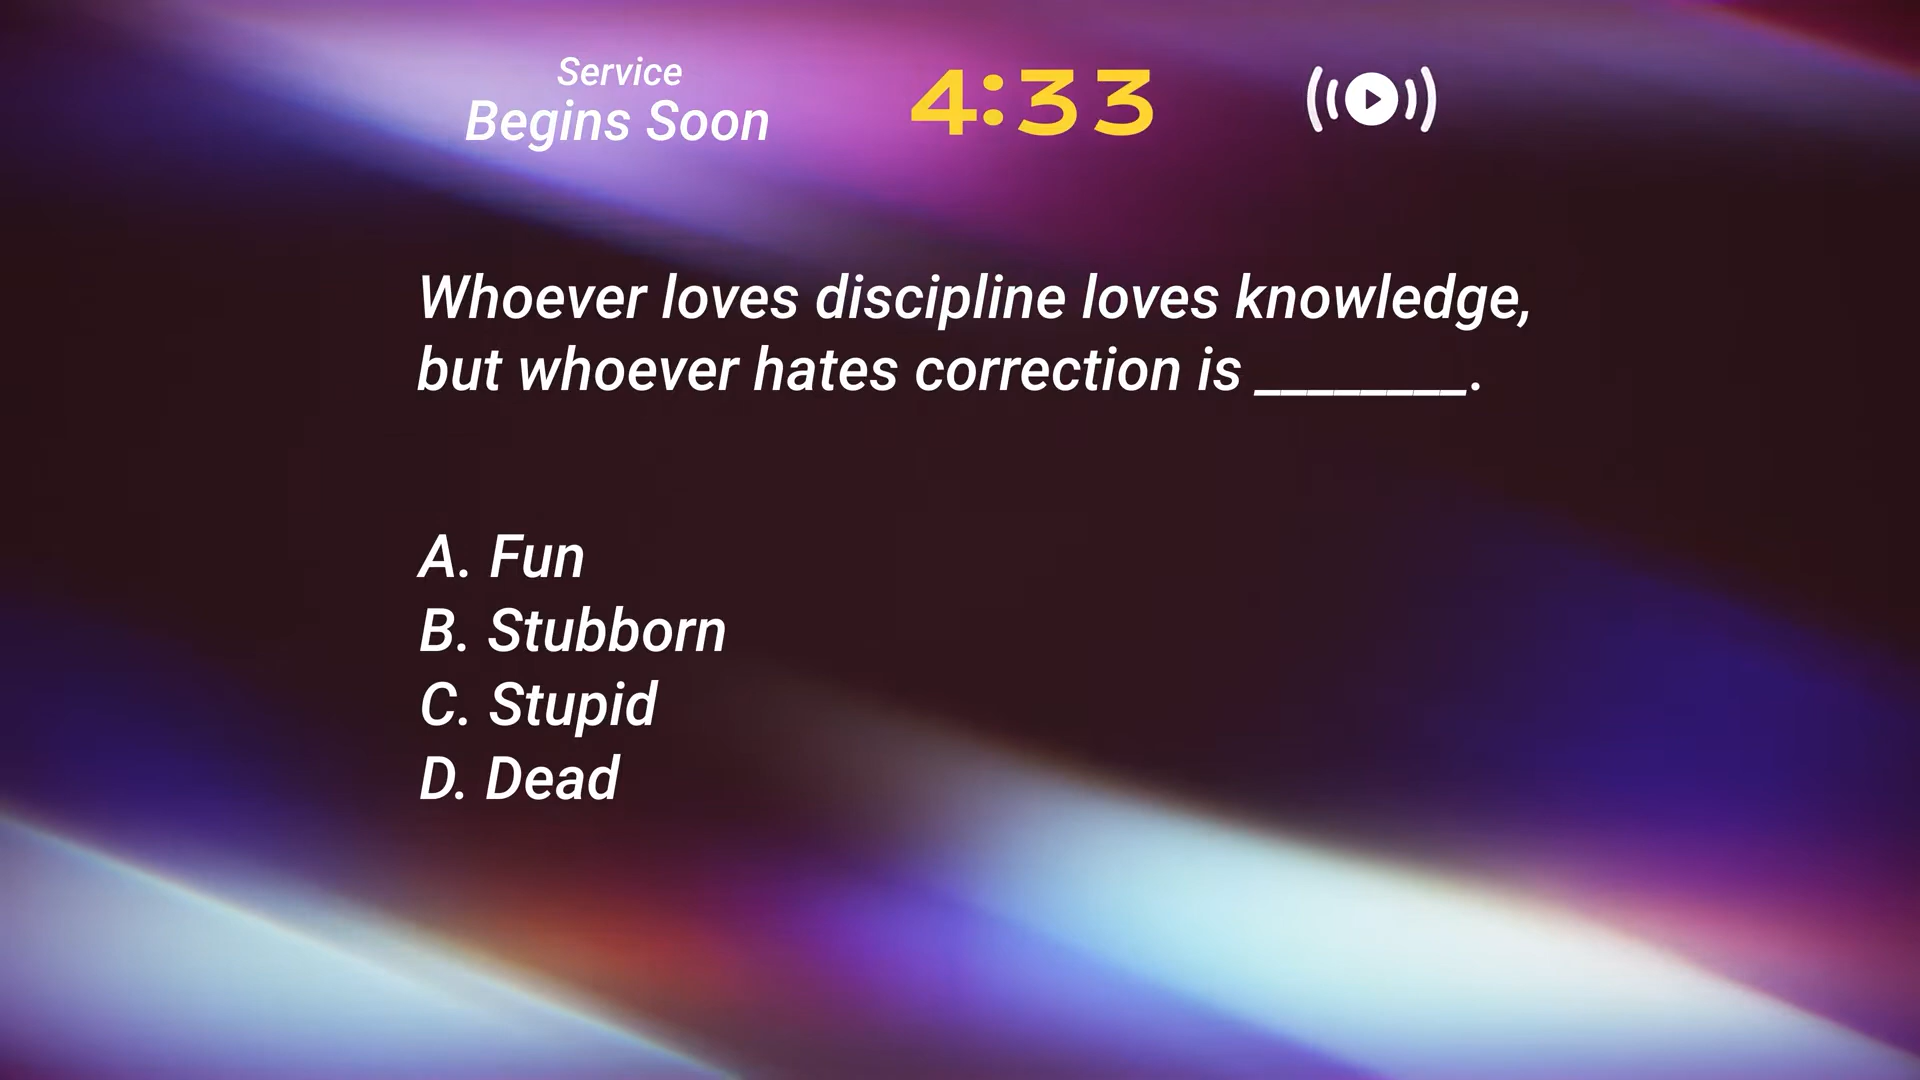 Service
Begins Soon
4:33
Whoever loves discipline loves knowledge,
but whoever hates correction is ________.
A. Fun
B. Stubborn
C. Stupid
D. Dead